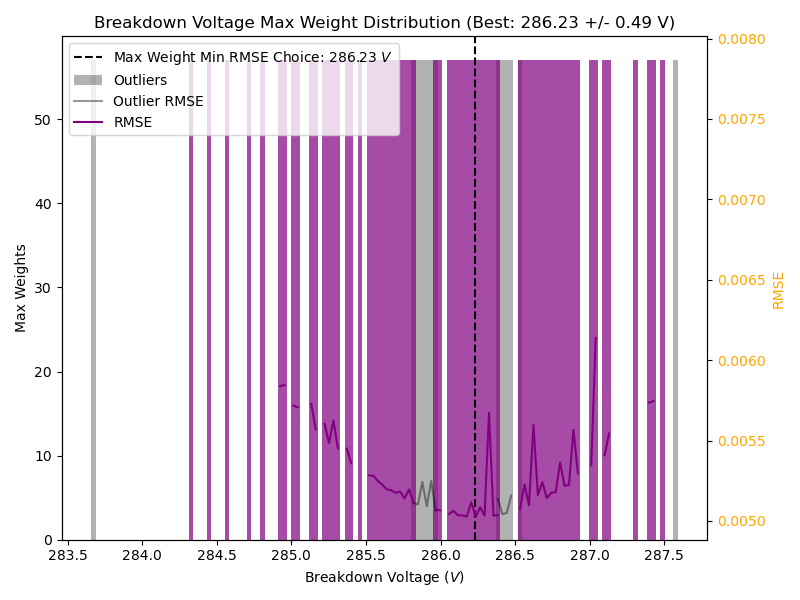 Breakdown Voltage Max Weight Distribution (Best: 286.23 +/- 0.49 V)
Max Weight Min RMSE Choice: 286.23 V
Outliers
Outlier RMSE
RMSE
Max Weights
0
10
20
30
40
50
283.5 284.0 284.5 285.0 285.5 286.0 286.5 287.0 287.5
Breakdown Voltage (V)
0.0080
0.0075
0.0070
0.0065
0.0060
0.0055
0.0050
RMSE